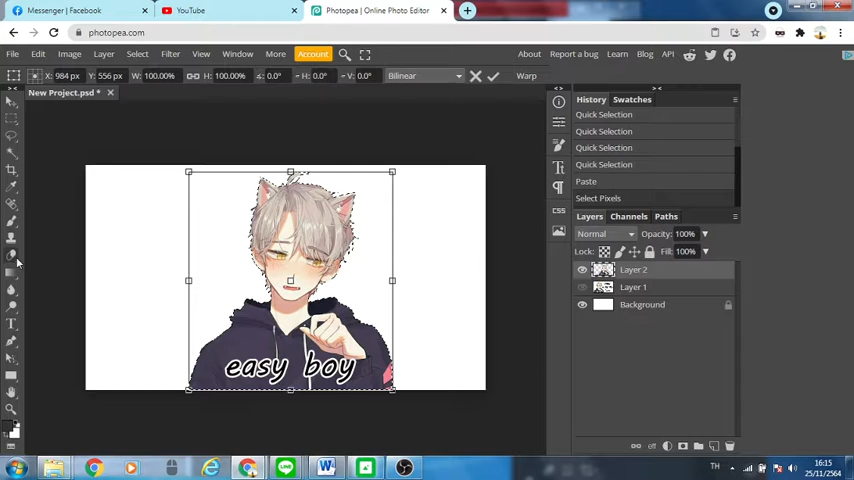 Messenger | Facebook
YouTube
Photopea | Online Photo Editor
photopea.com
File Edit Image Layer Select Filter View Window More Account
About Report a bug Learn Blog API
X: 984 px Y: 556 px W: 100.00% H: 100.00% ∡: 0.0° H: 0.0° V: 0.0° Bilinear Warp
New Project.psd *
History Swatches
Quick Selection
Quick Selection
Quick Selection
Quick Selection
Paste
Select Pixels
Layers Channels Paths
Normal Opacity: 100%
Lock: Fill: 100%
Layer 2
Layer 1
Background
CSS
easy boy
TH
16:15
25/11/2564